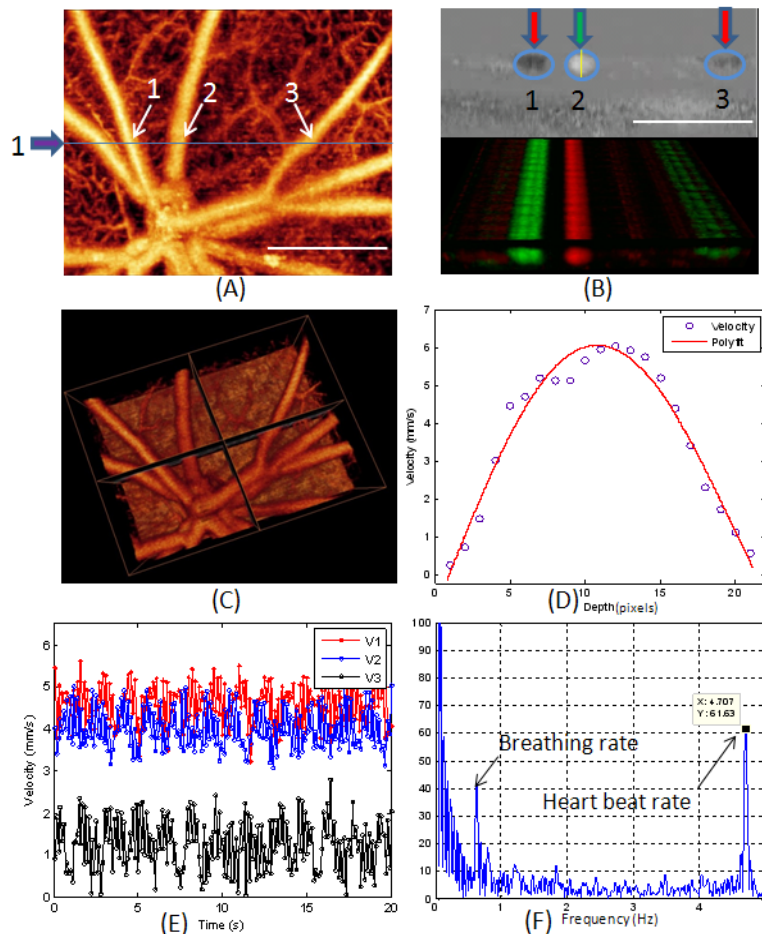 1 2 3
1
(A)
1 2 3
(B)
(C)
7
6
5
4
3
2
1
0
Velocity (mm/s)
Velocity
Polyfit
0 5 10 15 20
Depth (pixels)
(D)
6
5
4
3
2
1
0
Velocity (mm/s)
V1
V2
V3
0 5 10 15 20
Time (s)
(E)
100
90
80
70
60
50
40
30
20
10
0
X: 4.707
Y: 61.63
Breathing rate
Heart beat rate
0 1 2 3 4
Frequency (Hz)
(F)